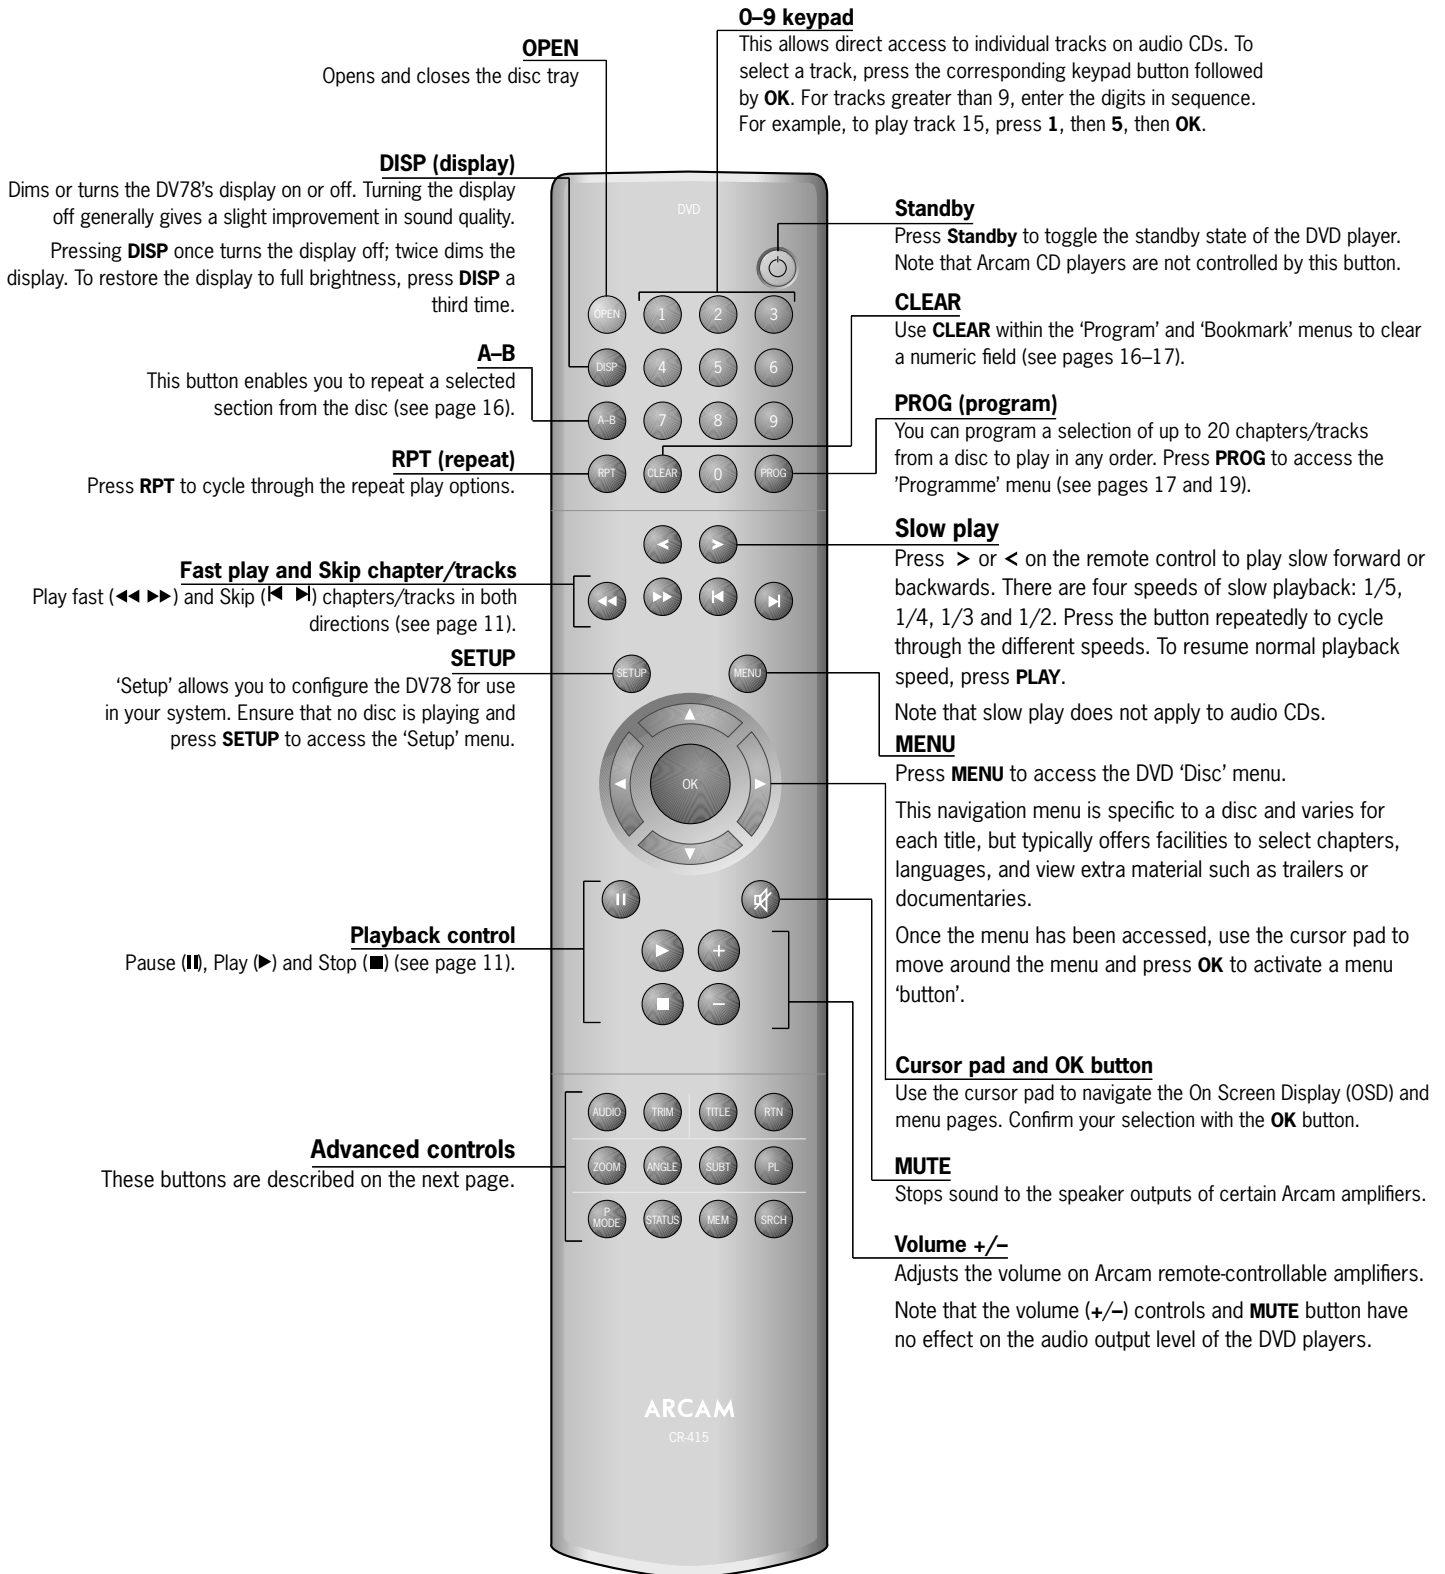 0–9 keypad
This allows direct access to individual tracks on audio CDs. To
select a track, press the corresponding keypad button followed
by OK. For tracks greater than 9, enter the digits in sequence.
For example, to play track 15, press 1, then 5, then OK.
OPEN
Opens and closes the disc tray
DISP (display)
Dims or turns the DV78's display on or off. Turning the display
off generally gives a slight improvement in sound quality.
Pressing DISP once turns the display off; twice dims the
display. To restore the display to full brightness, press DISP a
third time.
A–B
This button enables you to repeat a selected
section from the disc (see page 16).
RPT (repeat)
Press RPT to cycle through the repeat play options.
Fast play and Skip chapter/tracks
Play fast (◀◀ ▶▶) and Skip (|◀ ▶|) chapters/tracks in both
directions (see page 11).
SETUP
‘Setup’ allows you to configure the DV78 for use
in your system. Ensure that no disc is playing and
press SETUP to access the ‘Setup’ menu.
Playback control
Pause (II), Play (▶) and Stop (■) (see page 11).
Advanced controls
These buttons are described on the next page.
DVD
OPEN 1 2 3
DISP 4 5 6
A–B 7 8 9
RPT CLEAR 0 PROG
< >
◀◀ ▶▶ |◀ ▶|
SETUP MENU
▲
◀ OK ▶
▼
II
▶ +
■ –
AUDIO TRIM TITLE RTN
ZOOM ANGLE SUBT PL
P MODE STATUS MEM SRCH
ARCAM
CR-415
Standby
Press Standby to toggle the standby state of the DVD player.
Note that Arcam CD players are not controlled by this button.
CLEAR
Use CLEAR within the ‘Program’ and ‘Bookmark’ menus to clear
a numeric field (see pages 16–17).
PROG (program)
You can program a selection of up to 20 chapters/tracks
from a disc to play in any order. Press PROG to access the
’Programme’ menu (see pages 17 and 19).
Slow play
Press > or < on the remote control to play slow forward or
backwards. There are four speeds of slow playback: 1/5,
1/4, 1/3 and 1/2. Press the button repeatedly to cycle
through the different speeds. To resume normal playback
speed, press PLAY.
Note that slow play does not apply to audio CDs.
MENU
Press MENU to access the DVD ‘Disc’ menu.
This navigation menu is specific to a disc and varies for
each title, but typically offers facilities to select chapters,
languages, and view extra material such as trailers or
documentaries.
Once the menu has been accessed, use the cursor pad to
move around the menu and press OK to activate a menu
‘button’.
Cursor pad and OK button
Use the cursor pad to navigate the On Screen Display (OSD) and
menu pages. Confirm your selection with the OK button.
MUTE
Stops sound to the speaker outputs of certain Arcam amplifiers.
Volume +/–
Adjusts the volume on Arcam remote-controllable amplifiers.
Note that the volume (+/–) controls and MUTE button have
no effect on the audio output level of the DVD players.